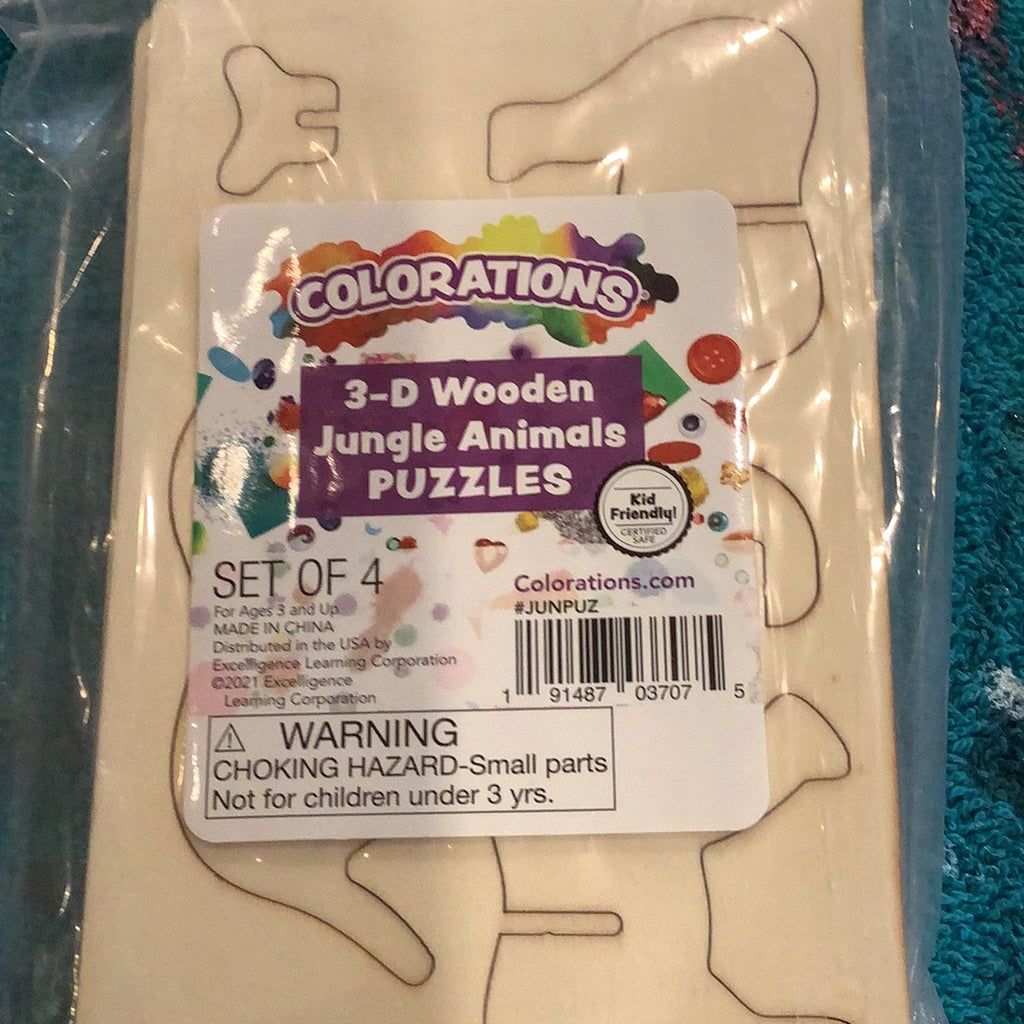 COLORATIONS
3-D Wooden
Jungle Animals
PUZZLES
Kid
Friendly!
CERTIFIED
SAFE
SET OF 4
For Ages 3 and Up
MADE IN CHINA
Distributed in the USA by
Excelligence Learning Corporation
©2021 Excelligence
Learning Corporation
Colorations.com
#JUNPUZ
1 91487 03707 5
WARNING
CHOKING HAZARD-Small parts
Not for children under 3 yrs.